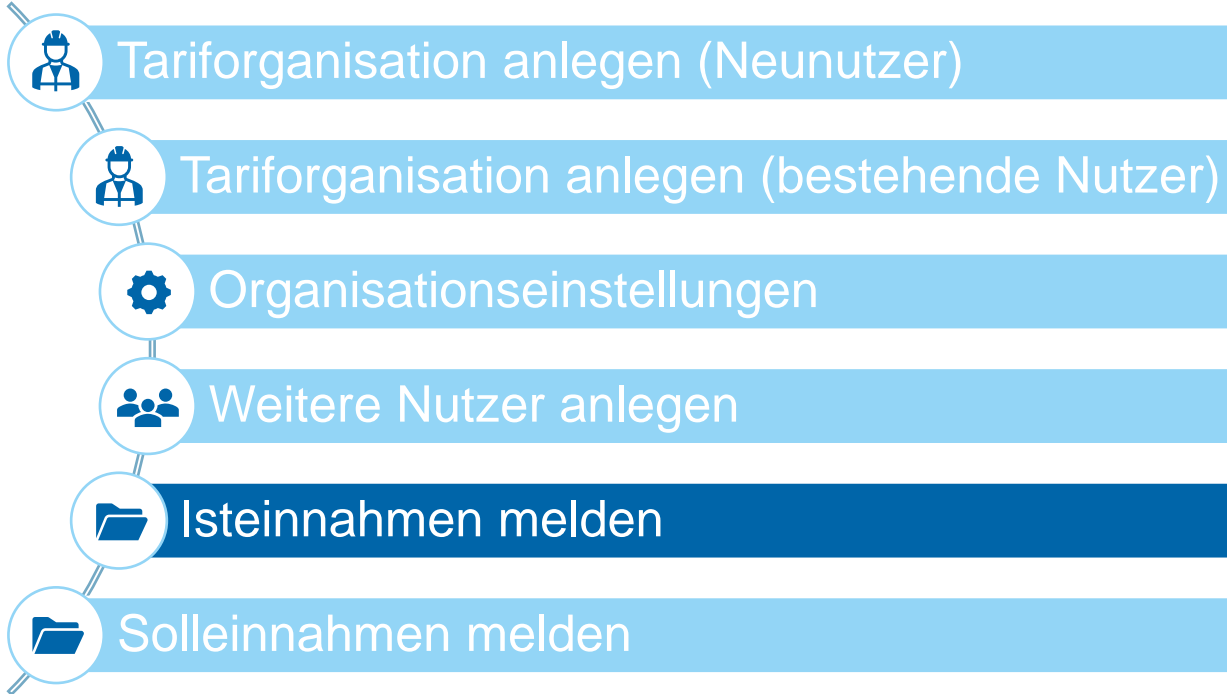 Tariforganisation anlegen (Neunutzer)
Tariforganisation anlegen (bestehende Nutzer)
Organisationseinstellungen
Weitere Nutzer anlegen
Isteinnahmen melden
Solleinnahmen melden